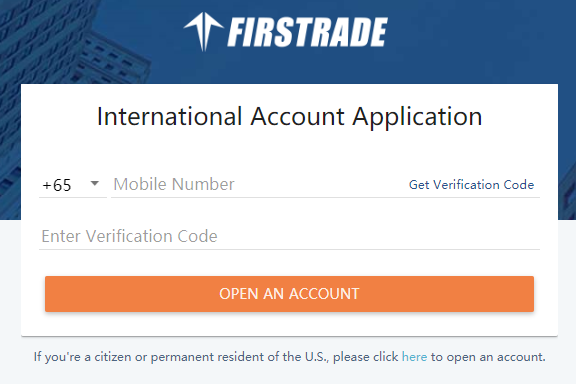 FIRSTRADE
International Account Application
+65 Mobile Number Get Verification Code
Enter Verification Code
OPEN AN ACCOUNT
If you're a citizen or permanent resident of the U.S., please click here to open an account.